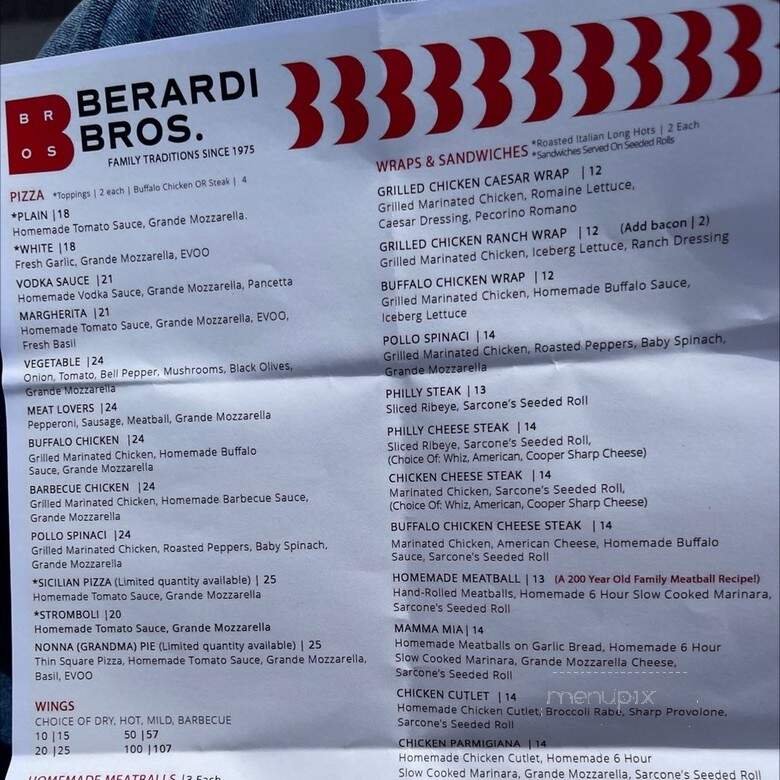 B R
O S
BERARDI
BROS.
FAMILY TRADITIONS SINCE 1975
PIZZA *Toppings | 2 each | Buffalo Chicken OR Steak | 4
*PLAIN |18
Homemade Tomato Sauce, Grande Mozzarella.
*WHITE |18
Fresh Garlic, Grande Mozzarella, EVOO
VODKA SAUCE |21
Homemade Vodka Sauce, Grande Mozzarella, Pancetta
MARGHERITA |21
Homemade Tomato Sauce, Grande Mozzarella, EVOO,
Fresh Basil
VEGETABLE |24
Onion, Tomato, Bell Pepper, Mushrooms, Black Olives,
Grande Mozzarella
MEAT LOVERS |24
Pepperoni, Sausage, Meatball, Grande Mozzarella
BUFFALO CHICKEN |24
Grilled Marinated Chicken, Homemade Buffalo
Sauce, Grande Mozzarella
BARBECUE CHICKEN |24
Grilled Marinated Chicken, Homemade Barbecue Sauce,
Grande Mozzarella
POLLO SPINACI |24
Grilled Marinated Chicken, Roasted Peppers, Baby Spinach,
Grande Mozzarella
*SICILIAN PIZZA (Limited quantity available) | 25
Homemade Tomato Sauce, Grande Mozzarella
*STROMBOLI |20
Homemade Tomato Sauce, Grande Mozzarella
NONNA (GRANDMA) PIE (Limited quantity available) | 25
Thin Square Pizza, Homemade Tomato Sauce, Grande Mozzarella,
Basil, EVOO
WINGS
CHOICE OF DRY, HOT, MILD, BARBECUE
10 |15 50 |57
20 |25 100 |107
HOMEMADE MEATBALLS |3 Each
WRAPS & SANDWICHES *Roasted Italian Long Hots | 2 Each
*Sandwiches Served On Seeded Rolls
GRILLED CHICKEN CAESAR WRAP | 12
Grilled Marinated Chicken, Romaine Lettuce,
Caesar Dressing, Pecorino Romano
GRILLED CHICKEN RANCH WRAP | 12 (Add bacon | 2)
Grilled Marinated Chicken, Iceberg Lettuce, Ranch Dressing
BUFFALO CHICKEN WRAP | 12
Grilled Marinated Chicken, Homemade Buffalo Sauce,
Iceberg Lettuce
POLLO SPINACI | 14
Grilled Marinated Chicken, Roasted Peppers, Baby Spinach,
Grande Mozzarella
PHILLY STEAK | 13
Sliced Ribeye, Sarcone's Seeded Roll
PHILLY CHEESE STEAK | 14
Sliced Ribeye, Sarcone's Seeded Roll,
(Choice Of: Whiz, American, Cooper Sharp Cheese)
CHICKEN CHEESE STEAK | 14
Marinated Chicken, Sarcone's Seeded Roll,
(Choice Of: Whiz, American, Cooper Sharp Cheese)
BUFFALO CHICKEN CHEESE STEAK | 14
Marinated Chicken, American Cheese, Homemade Buffalo
Sauce, Sarcone's Seeded Roll
HOMEMADE MEATBALL | 13 (A 200 Year Old Family Meatball Recipe!)
Hand-Rolled Meatballs, Homemade 6 Hour Slow Cooked Marinara,
Sarcone's Seeded Roll
MAMMA MIA| 14
Homemade Meatballs on Garlic Bread, Homemade 6 Hour
Slow Cooked Marinara, Grande Mozzarella Cheese,
Sarcone's Seeded Roll
CHICKEN CUTLET | 14
Homemade Chicken Cutlet, Broccoli Rabe, Sharp Provolone,
Sarcone's Seeded Roll
CHICKEN PARMIGIANA | 14
Homemade Chicken Cutlet, Homemade 6 Hour
Slow Cooked Marinara, Grande Mozzarella, Sarcone's Seeded Roll
menupix